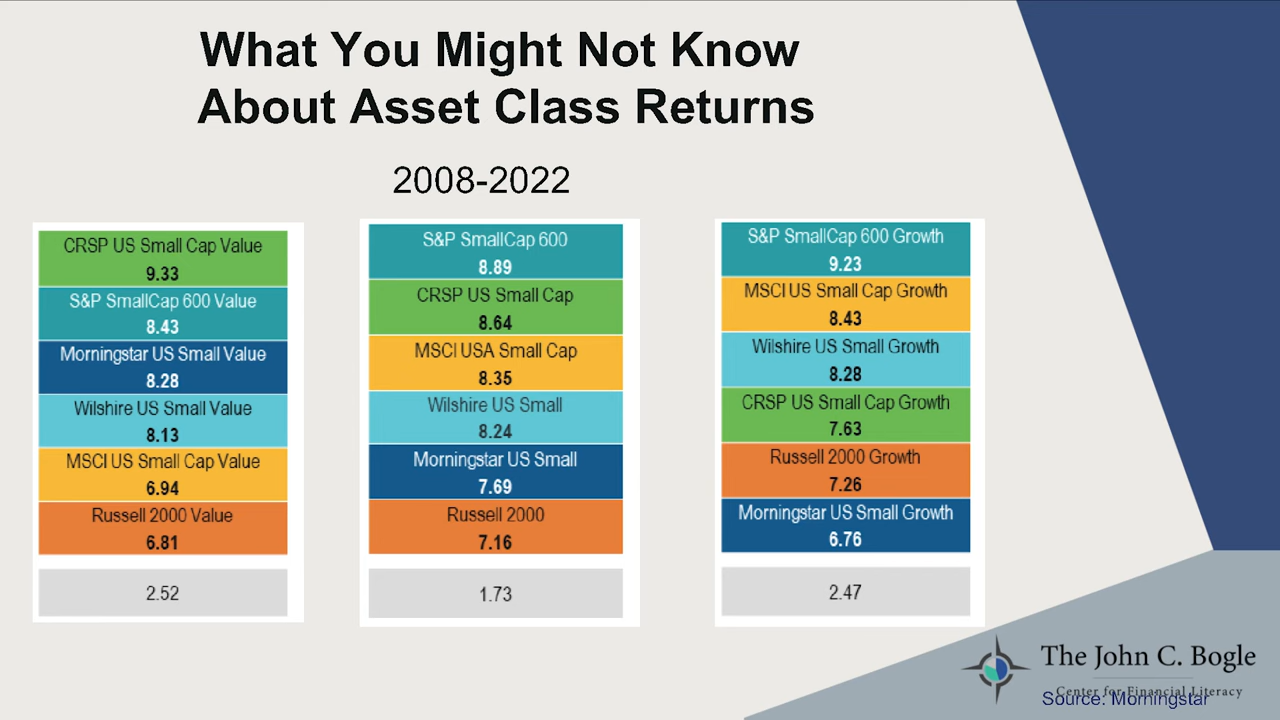 What You Might Not Know
About Asset Class Returns
2008-2022
CRSP US Small Cap Value
9.33
S&P SmallCap 600 Value
8.43
Morningstar US Small Value
8.28
Wilshire US Small Value
8.13
MSCI US Small Cap Value
6.94
Russell 2000 Value
6.81
2.52
S&P SmallCap 600
8.89
CRSP US Small Cap
8.64
MSCI USA Small Cap
8.35
Wilshire US Small
8.24
Morningstar US Small
7.69
Russell 2000
7.16
1.73
S&P SmallCap 600 Growth
9.23
MSCI US Small Cap Growth
8.43
Wilshire US Small Growth
8.28
CRSP US Small Cap Growth
7.63
Russell 2000 Growth
7.26
Morningstar US Small Growth
6.76
2.47
The John C. Bogle
Center for Financial Literacy
Source: Morningstar